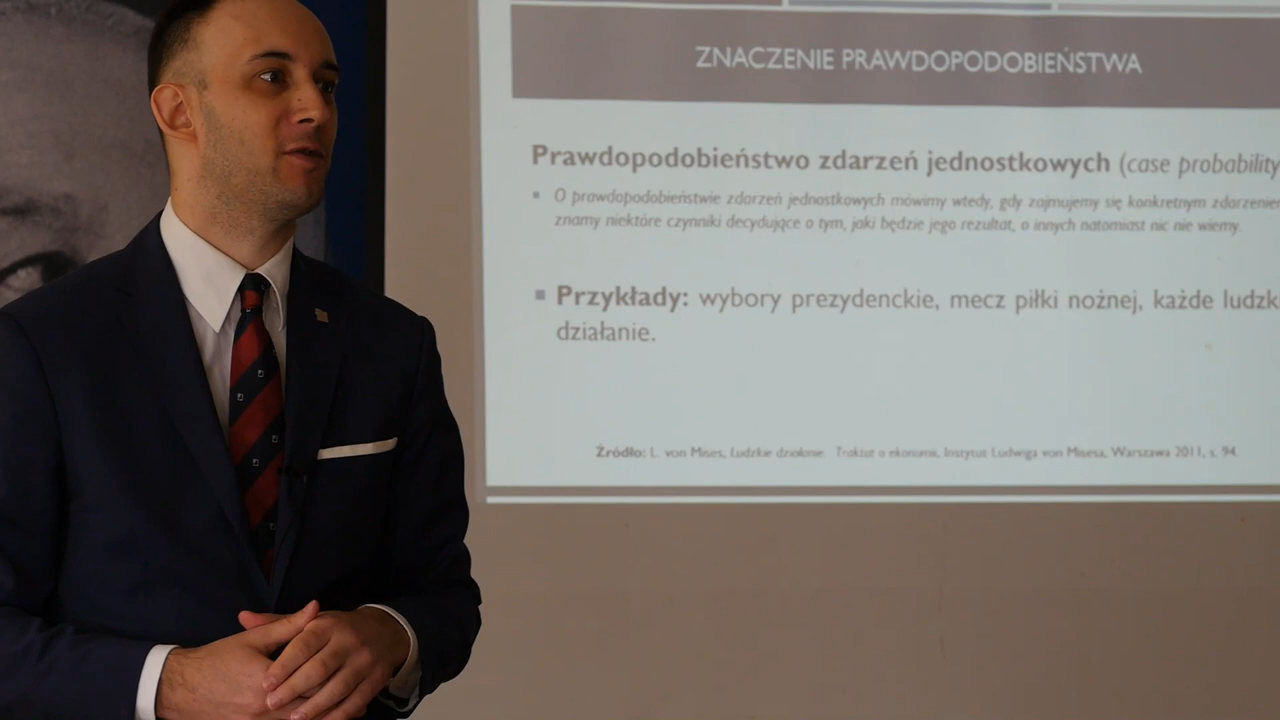 ZNACZENIE PRAWDOPODOBIEŃSTWA
Prawdopodobieństwo zdarzeń jednostkowych (case probability
O prawdopodobieństwie zdarzeń jednostkowych mówimy wtedy, gdy zajmujemy się konkretnym zdarzenie
znamy niektóre czynniki decydujące o tym, jaki będzie jego rezultat, o innych natomiast nic nie wiemy.
Przykłady: wybory prezydenckie, mecz piłki nożnej, każde ludzk
działanie.
Źródło: L. von Mises, Ludzkie działanie. Traktat o ekonomii, Instytut Ludwiga von Misesa, Warszawa 2011, s. 94.